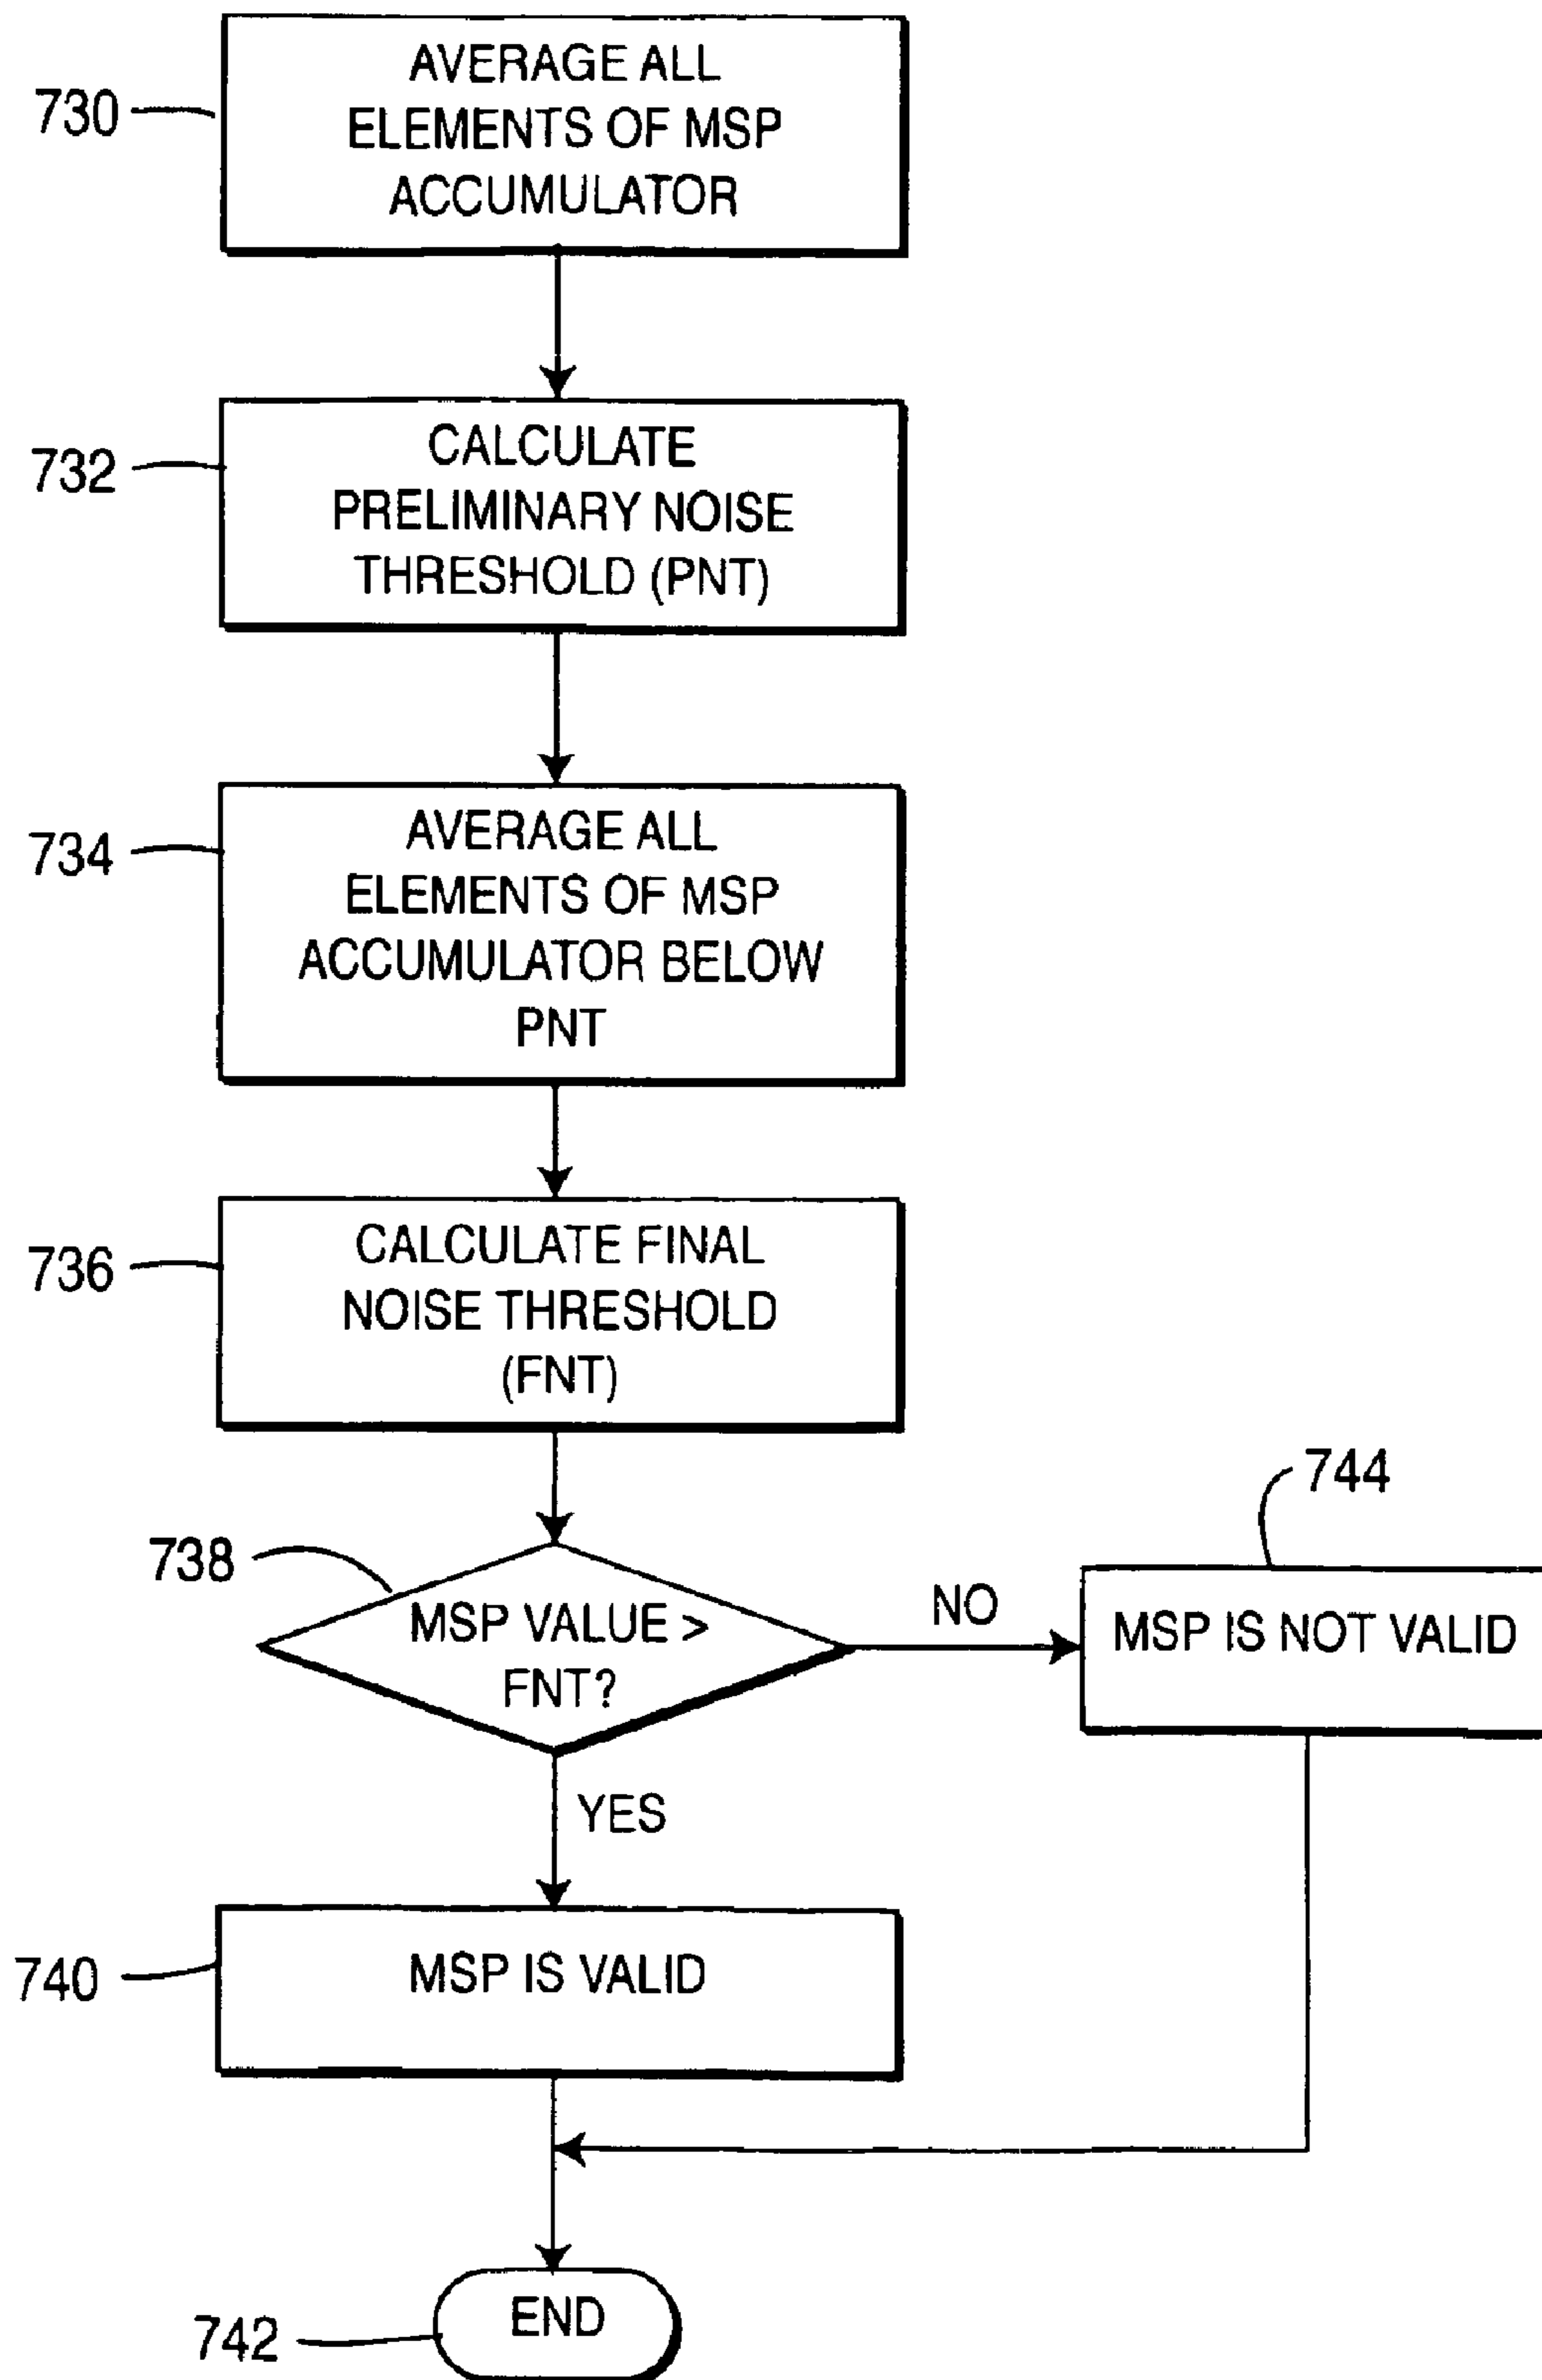 730
AVERAGE ALL
ELEMENTS OF MSP
ACCUMULATOR
732
CALCULATE
PRELIMINARY NOISE
THRESHOLD (PNT)
734
AVERAGE ALL
ELEMENTS OF MSP
ACCUMULATOR BELOW
PNT
736
CALCULATE FINAL
NOISE THRESHOLD
(FNT)
738
MSP VALUE >
FNT?
NO
744
MSP IS NOT VALID
YES
740
MSP IS VALID
742
END